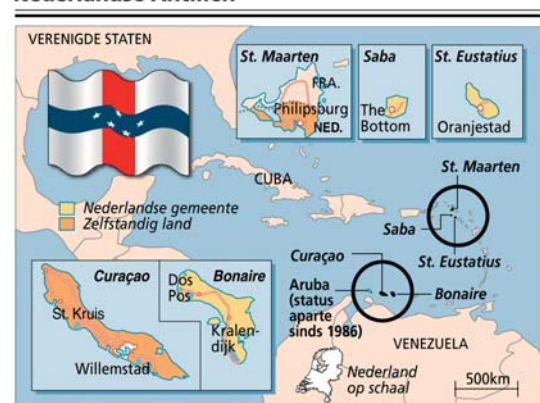 VERENIGDE STATEN
St. Maarten
FRA.
Philipsburg
NED.
Saba
The
Bottom
St. Eustatius
Oranjestad
CUBA
Nederlandse gemeente
Zelfstandig land
St. Maarten
Saba
St. Eustatius
Curaçao
Aruba
(status
aparte
sinds 1986)
Bonaire
Curaçao
St. Kruis
Willemstad
Bonaire
Dos
Pos
Kralen-
dijk
VENEZUELA
Nederland
op schaal
500km